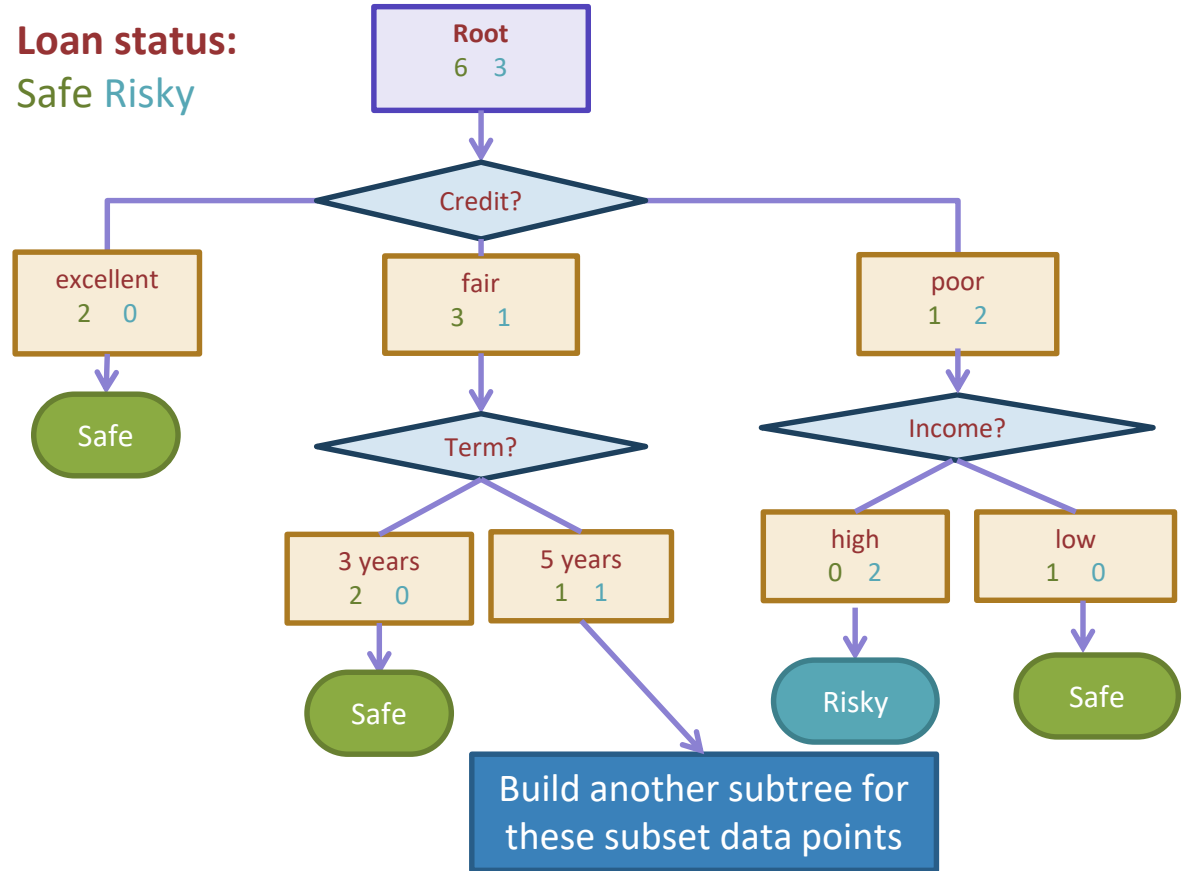 Loan status:
Safe Risky
Root
6 3
Credit?
excellent
2 0
fair
3 1
poor
1 2
Safe
Term?
Income?
3 years
2 0
5 years
1 1
high
0 2
low
1 0
Safe
Risky
Safe
Build another subtree for
these subset data points